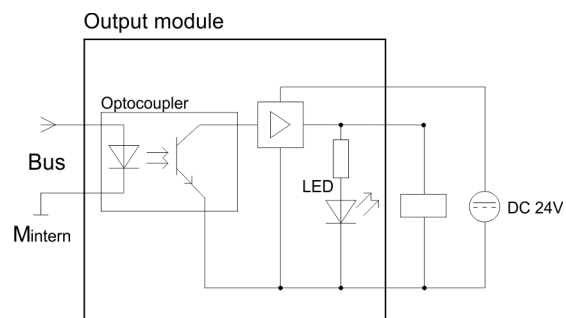 Output module
Optocoupler
Bus
LED
DC 24V
Mintern